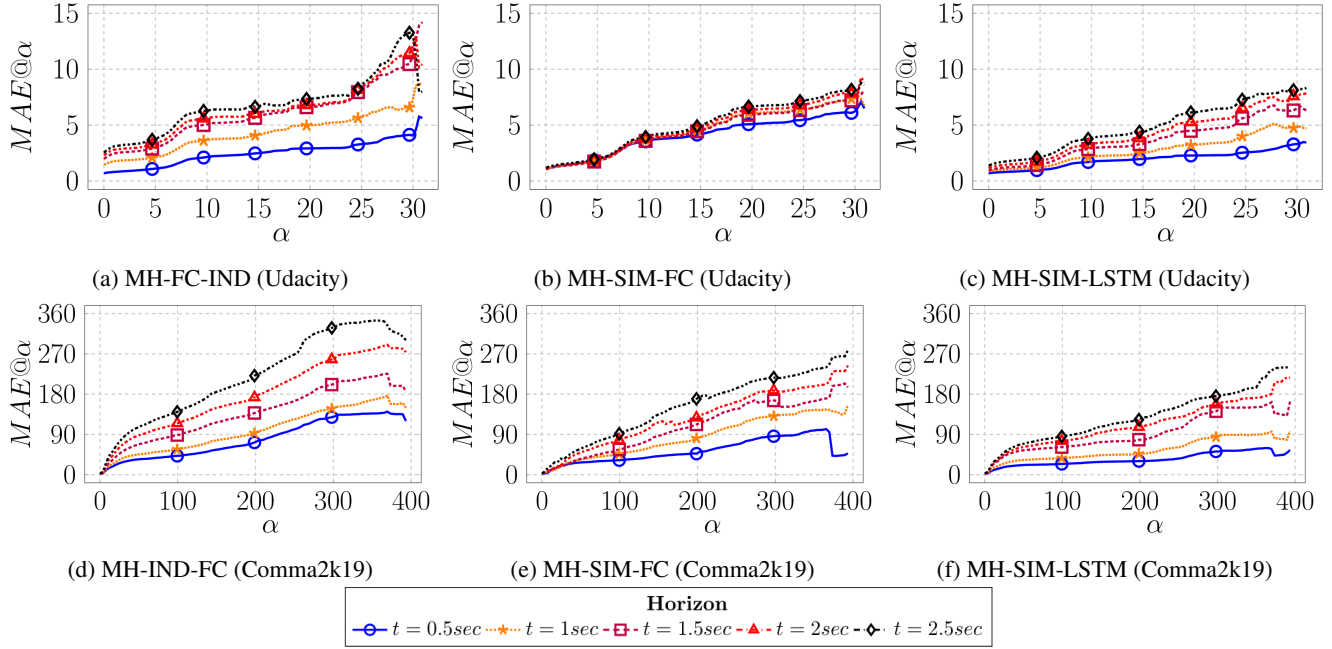 15
10
5
0
MAE@α
0 5 10 15 20 25 30
α
(a) MH-FC-IND (Udacity)
15
10
5
0
MAE@α
0 5 10 15 20 25 30
α
(b) MH-SIM-FC (Udacity)
15
10
5
0
MAE@α
0 5 10 15 20 25 30
α
(c) MH-SIM-LSTM (Udacity)
360
270
180
90
0
MAE@α
0 100 200 300 400
α
(d) MH-IND-FC (Comma2k19)
360
270
180
90
0
MAE@α
0 100 200 300 400
α
(e) MH-SIM-FC (Comma2k19)
360
270
180
90
0
MAE@α
0 100 200 300 400
α
(f) MH-SIM-LSTM (Comma2k19)
Horizon
t = 0.5sec t = 1sec t = 1.5sec t = 2sec t = 2.5sec